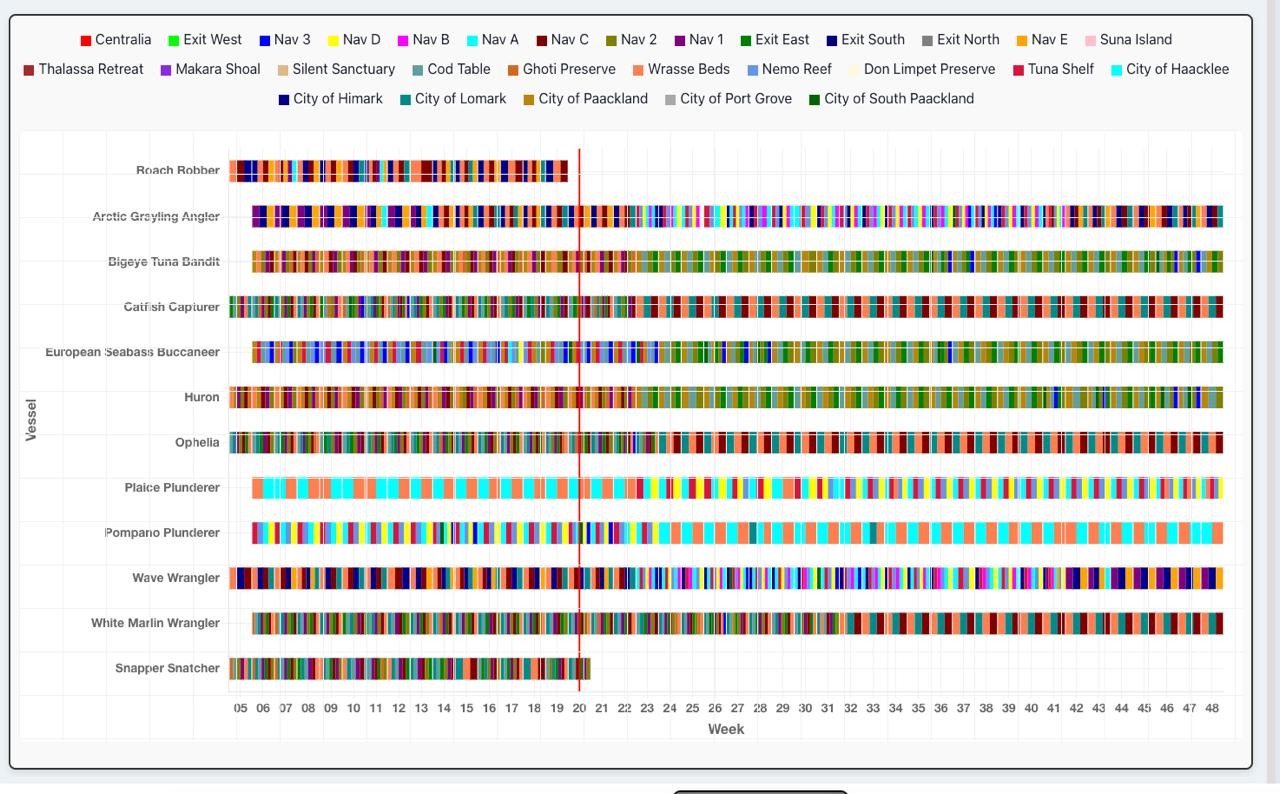 Centralia Exit West Nav 3 Nav D Nav B Nav A Nav C Nav 2 Nav 1 Exit East Exit South Exit North Nav E Suna Island
Thalassa Retreat Makara Shoal Silent Sanctuary Cod Table Ghoti Preserve Wrasse Beds Nemo Reef Don Limpet Preserve Tuna Shelf City of Haacklee
City of Himark City of Lomark City of Paackland City of Port Grove City of South Paackland
Roach Robber
Arctic Grayling Angler
Bigeye Tuna Bandit
Catfish Capturer
European Seabass Buccaneer
Huron
Ophelia
Plaice Plunderer
Pompano Plunderer
Wave Wrangler
White Marlin Wrangler
Snapper Snatcher
Vessel
05 06 07 08 09 10 11 12 13 14 15 16 17 18 19 20 21 22 23 24 25 26 27 28 29 30 31 32 33 34 35 36 37 38 39 40 41 42 43 44 45 46 47 48
Week